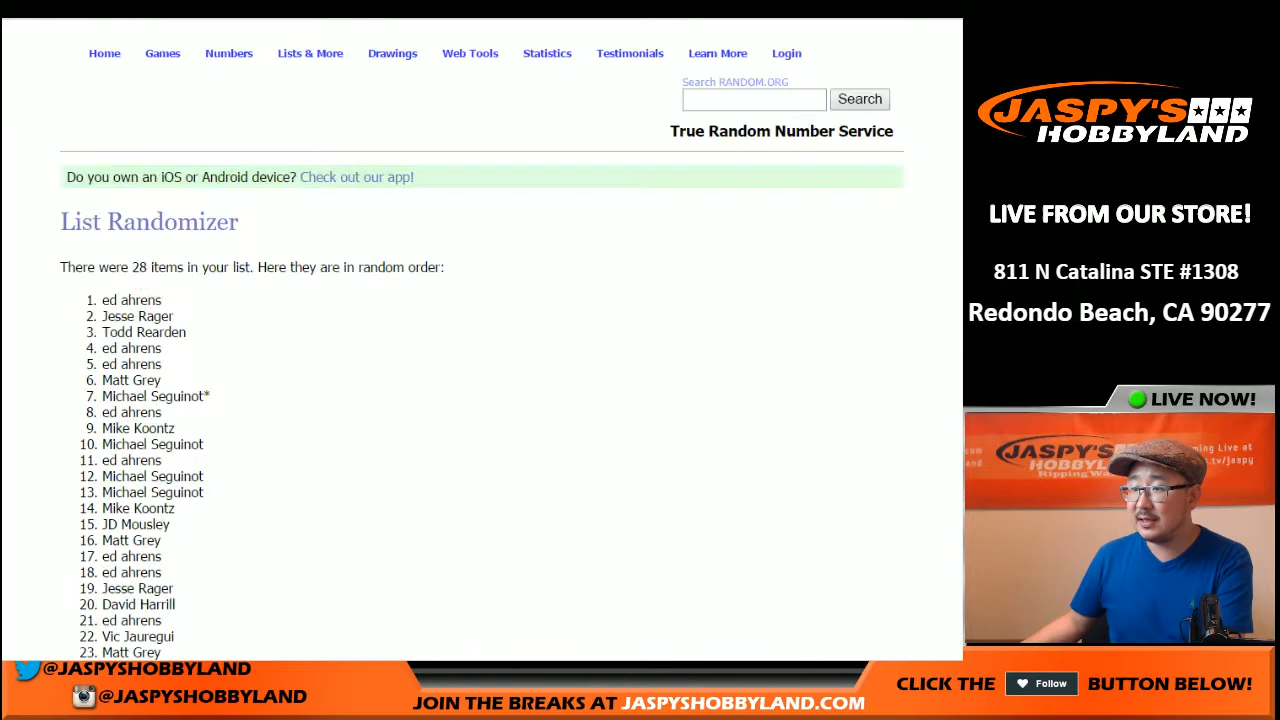 Home Games Numbers Lists & More Drawings Web Tools Statistics Testimonials Learn More Login
Search RANDOM.ORG
Search
True Random Number Service
Do you own an iOS or Android device? Check out our app!
List Randomizer
There were 28 items in your list. Here they are in random order:
1. ed ahrens
2. Jesse Rager
3. Todd Rearden
4. ed ahrens
5. ed ahrens
6. Matt Grey
7. Michael Seguinot*
8. ed ahrens
9. Mike Koontz
10. Michael Seguinot
11. ed ahrens
12. Michael Seguinot
13. Michael Seguinot
14. Mike Koontz
15. JD Mousley
16. Matt Grey
17. ed ahrens
18. ed ahrens
19. Jesse Rager
20. David Harrill
21. ed ahrens
22. Vic Jauregui
23. Matt Grey
JASPY'S
HOBBYLAND
LIVE FROM OUR STORE!
811 N Catalina STE #1308
Redondo Beach, CA 90277
LIVE NOW!
JASPY'S
HOBBYLAND
Live at
tv/jaspy
@JASPYSHOBBYLAND
@JASPYSHOBBYLAND
JOIN THE BREAKS AT JASPYSHOBBYLAND.COM
CLICK THE Follow BUTTON BELOW!